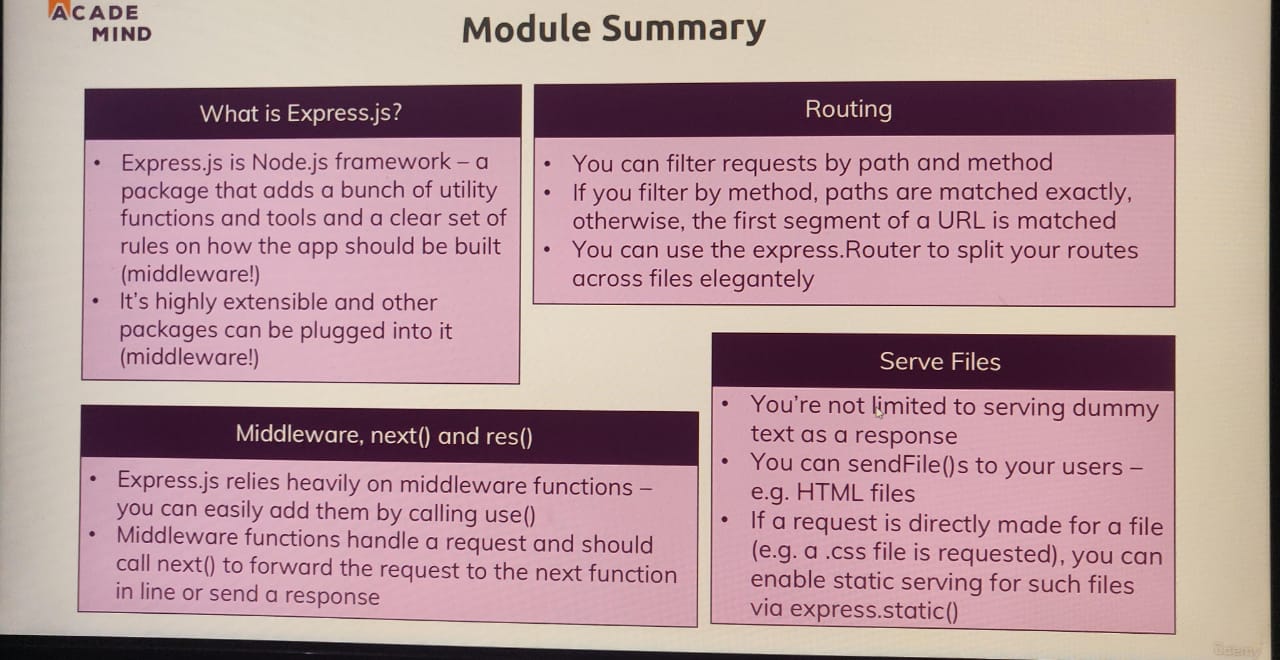 ACADE
MIND
Module Summary
What is Express.js?
• Express.js is Node.js framework – a
package that adds a bunch of utility
functions and tools and a clear set of
rules on how the app should be built
(middleware!)
• It's highly extensible and other
packages can be plugged into it
(middleware!)
Routing
• You can filter requests by path and method
• If you filter by method, paths are matched exactly,
otherwise, the first segment of a URL is matched
• You can use the express.Router to split your routes
across files elegantely
Middleware, next() and res()
• Express.js relies heavily on middleware functions –
you can easily add them by calling use()
• Middleware functions handle a request and should
call next() to forward the request to the next function
in line or send a response
Serve Files
• You're not limited to serving dummy
text as a response
• You can sendFile()s to your users –
e.g. HTML files
• If a request is directly made for a file
(e.g. a .css file is requested), you can
enable static serving for such files
via express.static()
ûdemy